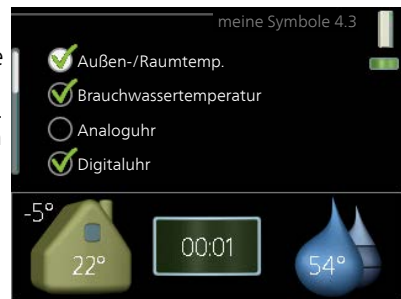 meine Symbole 4.3
Außen-/Raumtemp.
Brauchwassertemperatur
Analoguhr
Digitaluhr
-5°
22°
00:01
54°